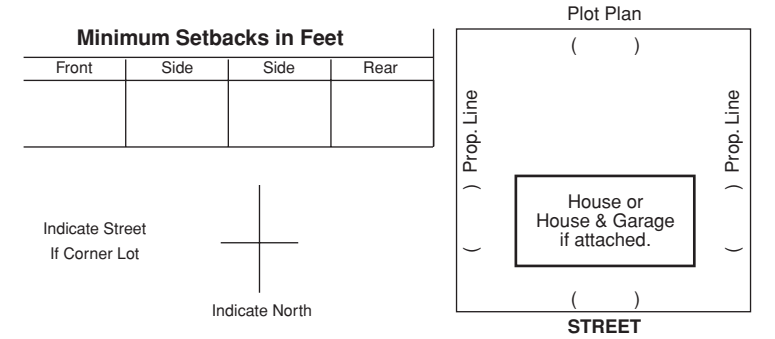 Minimum Setbacks in Feet
Front Side Side Rear
Indicate Street
If Corner Lot
Indicate North
Plot Plan
( )
( ) Prop. Line
House or
House & Garage
if attached.
( ) Prop. Line
( )
STREET